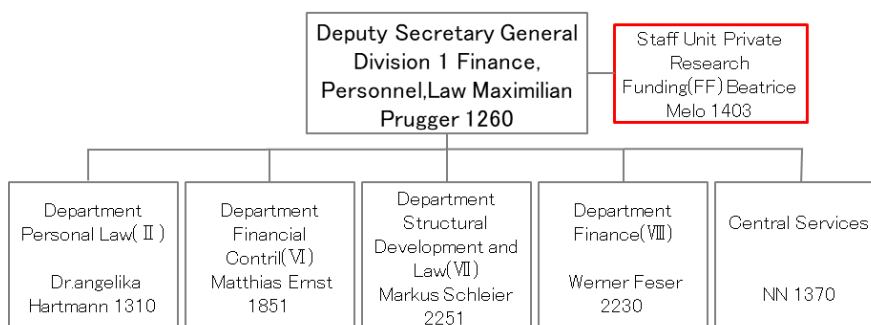 Deputy Secretary General
Division 1 Finance,
Personnel,Law Maximilian
Prugger 1260
Staff Unit Private
Research
Funding(FF) Beatrice
Melo 1403
Department
Personal Law(Ⅱ)
Dr.angelika
Hartmann 1310
Department
Financial
Contril(Ⅵ)
Matthias Ernst
1851
Department
Structural
Development and
Law(Ⅶ)
Markus Schleier
2251
Department
Finance(Ⅷ)
Werner Feser
2230
Central Services
NN 1370